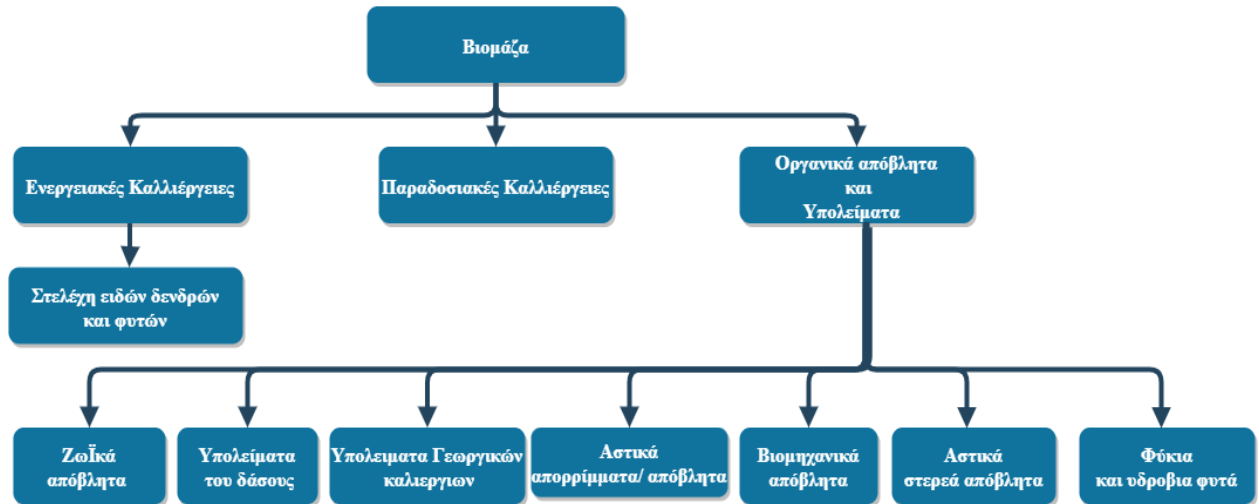 Βιομάζα
Ενεργειακές Καλλιέργειες
Παραδοσιακές Καλλιέργειες
Οργανικά απόβλητα
και
Υπολείματα
Στελέχη ειδών δενδρών
και φυτών
ΖωΪκά
απόβλητα
Υπολείματα
του δάσους
Υπολειματα Γεωργικών
καλιεργιων
Αστικά
απορρίμματα/ απόβλητα
Βιομηχανικά
απόβλητα
Αστικά
στερεά απόβλητα
Φύκια
και υδροβια φυτά